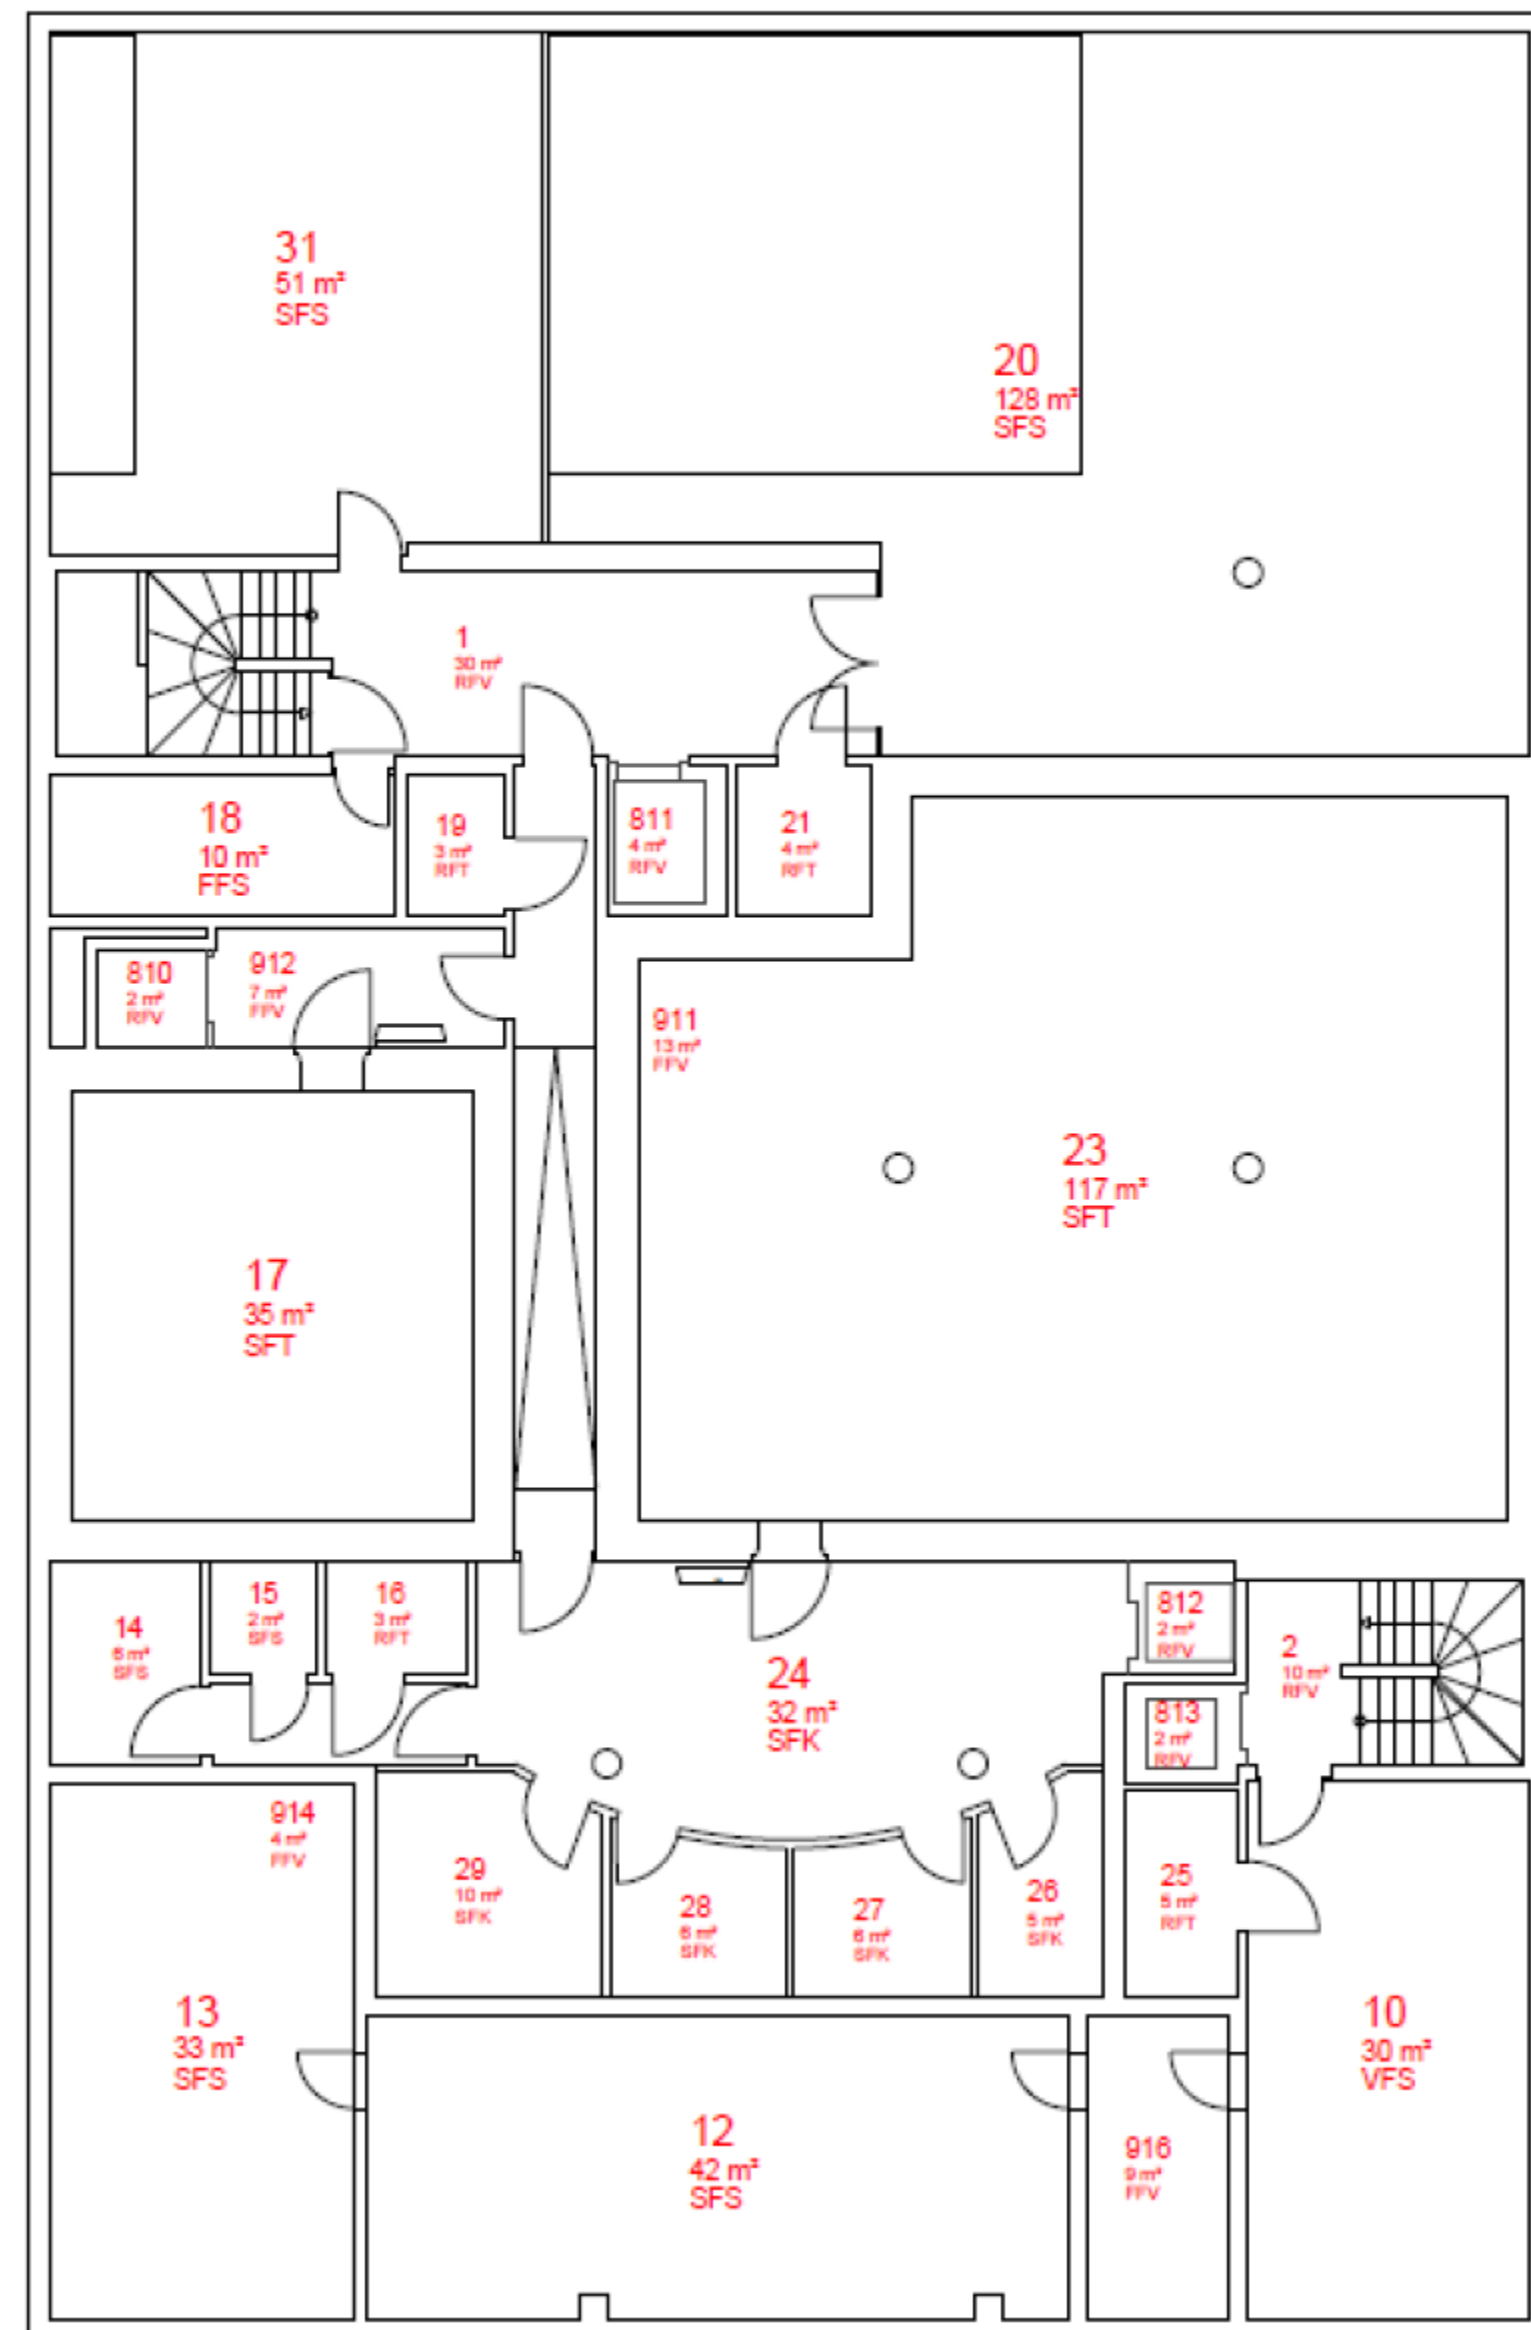 31
51 m²
SFS
20
128 m²
SFS
1
30 m²
RFV
18
10 m²
FFS
19
3 m²
RFT
811
4 m²
RFV
21
4 m²
RFT
810
2 m²
RFV
912
7 m²
FFV
911
13 m²
FFV
23
117 m²
SFT
17
35 m²
SFT
14
m²
SFS
15
2 m²
SFS
16
3 m²
RFT
24
32 m²
SFK
812
2 m²
RFV
2
10 m²
RFV
813
2 m²
RFV
914
4 m²
FFV
29
10 m²
SFK
28
6 m²
SFK
27
6 m²
SFK
26
5 m²
SFK
25
5 m²
RFT
13
33 m²
SFS
12
42 m²
SFS
916
9 m²
FFV
10
30 m²
VFS